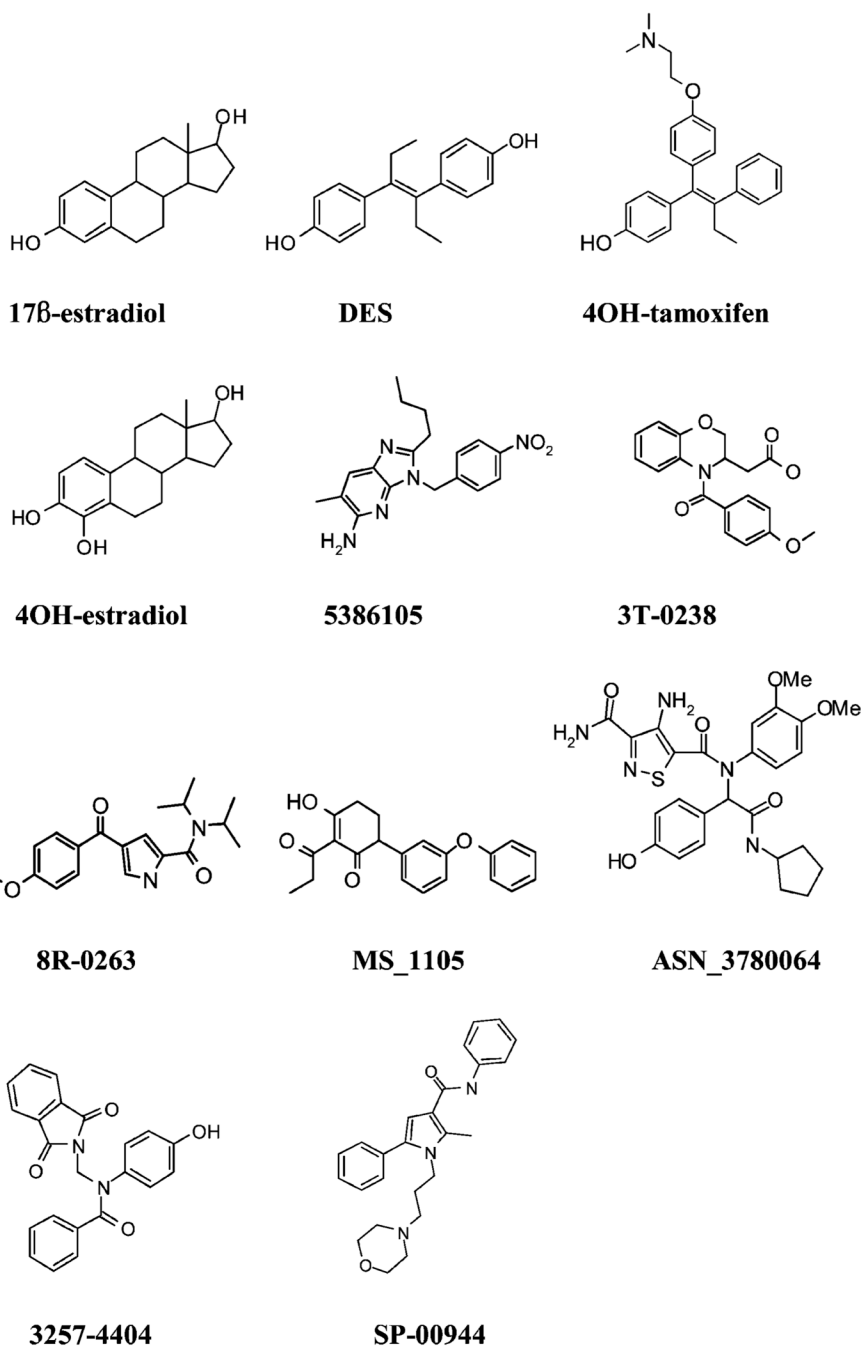 OH
HO
17β-estradiol
OH
HO
DES
N
O
HO
4OH-tamoxifen
OH
HO
OH
4OH-estradiol
N
N
N
H2N
NO2
5386105
O
N
O
O
O
O
3T-0238
O
O
N
N
O
8R-0263
HO
O
O
O
MS_1105
O
H2N
NH2
N
S
O
N
OMe
OMe
HO
O
N
ASN_3780064
O
N
O
OH
N
O
3257-4404
O
N
N
N
O
SP-00944